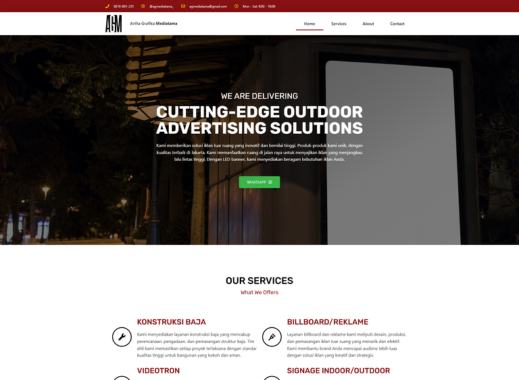 0819-891-231 @agmediatama_ agmediatama@gmail.com Mon - Sat: 9:00 - 19:00
AGM Artha Grafika Mediatama Home Services About Contact
WE ARE DELIVERING
CUTTING-EDGE OUTDOOR
ADVERTISING SOLUTIONS
Kami memberikan solusi iklan luar ruang yang inovatif dan bernilai tinggi. Produk-produk kami unik, dengan
kualitas terbaik di Jakarta. Kami memanfaatkan ruang di jalan raya untuk menyajikan iklan yang menjangkau
lalu lintas tinggi. Dengan LED banner, kami menyediakan beragam kebutuhan iklan Anda.
WHATSAPP
OUR SERVICES
What We Offers
KONSTRUKSI BAJA
Kami menyediakan layanan konstruksi baja yang mencakup
perencanaan, pengadaan, dan pemasangan struktur baja. Tim
ahli kami memastikan setiap proyek terlaksana dengan standar
kualitas tinggi untuk bangunan yang kokoh dan aman.
BILLBOARD/REKLAME
Layanan billboard dan reklame kami meliputi desain, produksi,
dan pemasangan iklan luar ruang yang menarik dan efektif.
Kami membantu brand Anda mencapai audiens lebih luas
dengan solusi iklan yang kreatif dan strategis.
VIDEOTRON
SIGNAGE INDOOR/OUTDOOR